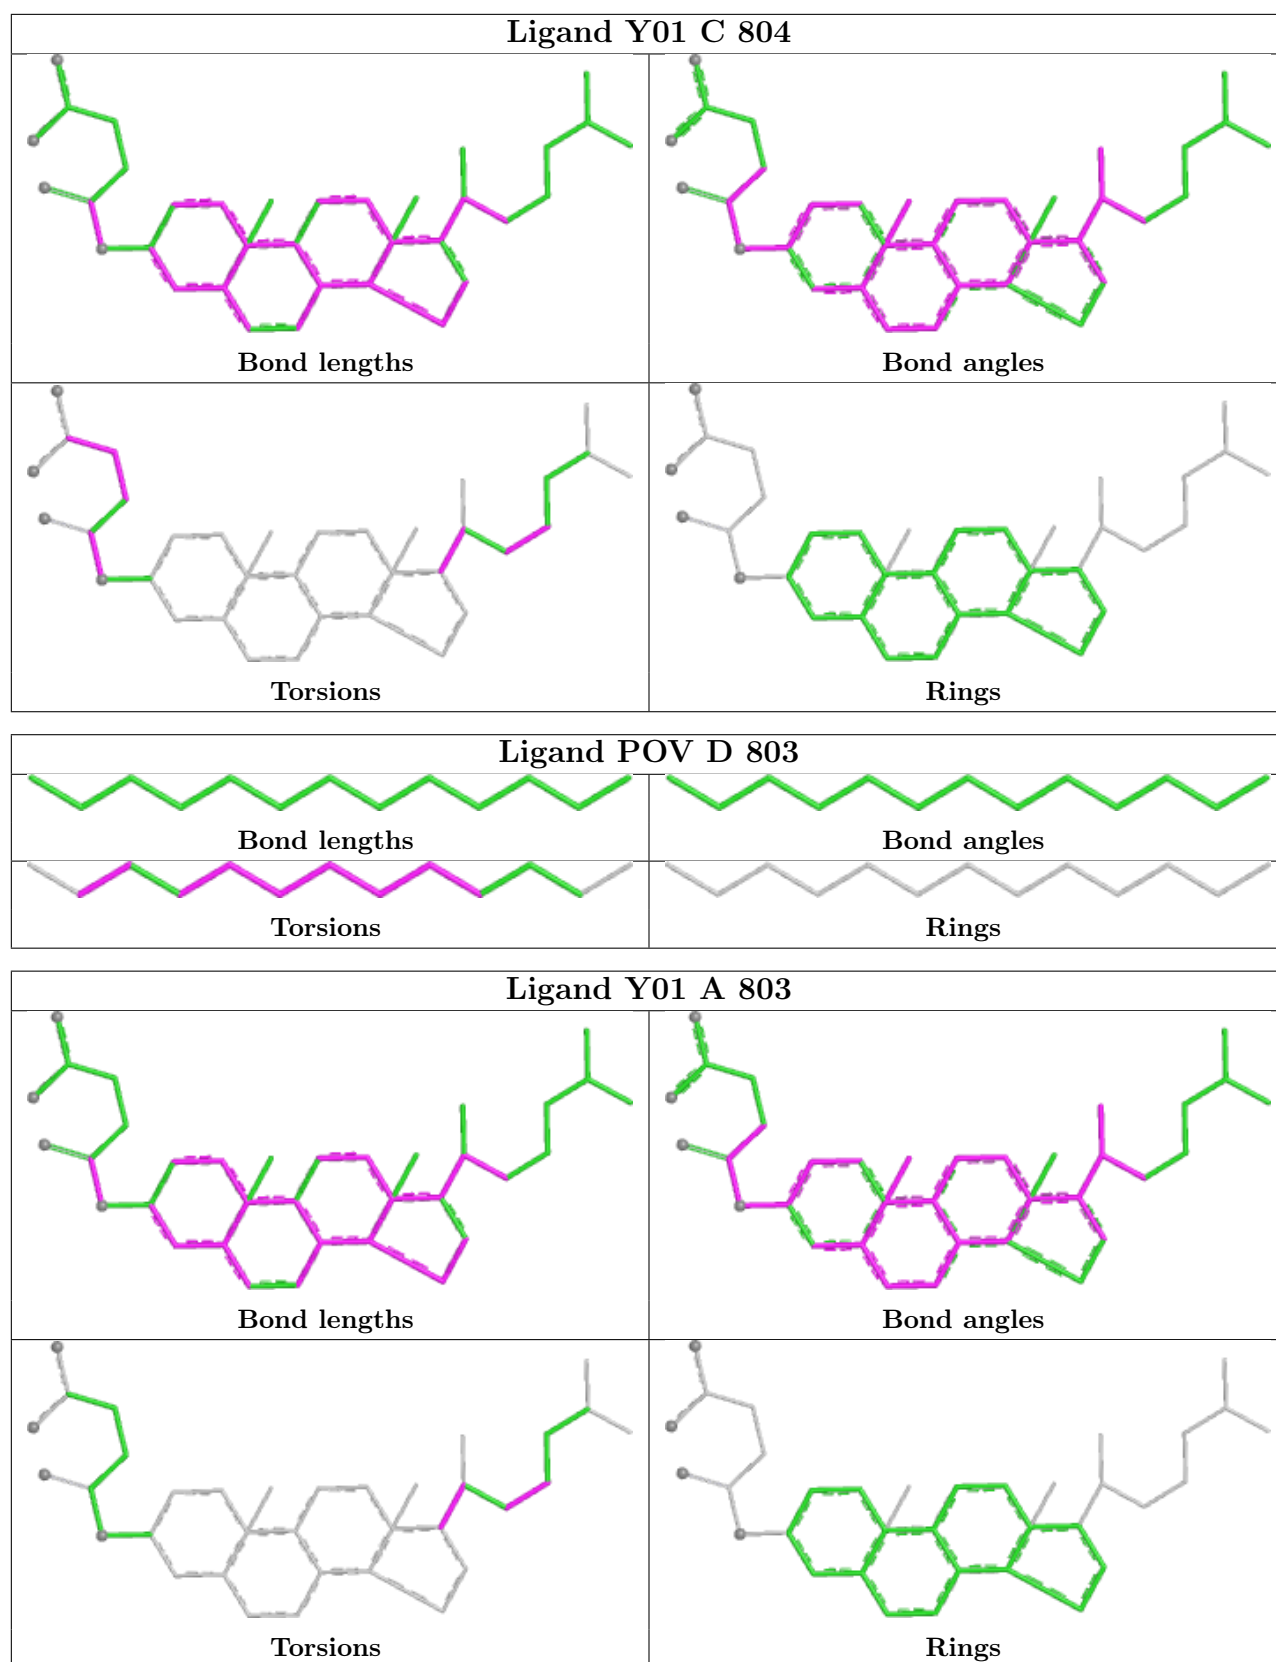 Ligand Y01 C 804
Bond lengths
Bond angles
Torsions
Rings
Ligand POV D 803
Bond lengths
Bond angles
Torsions
Rings
Ligand Y01 A 803
Bond lengths
Bond angles
Torsions
Rings